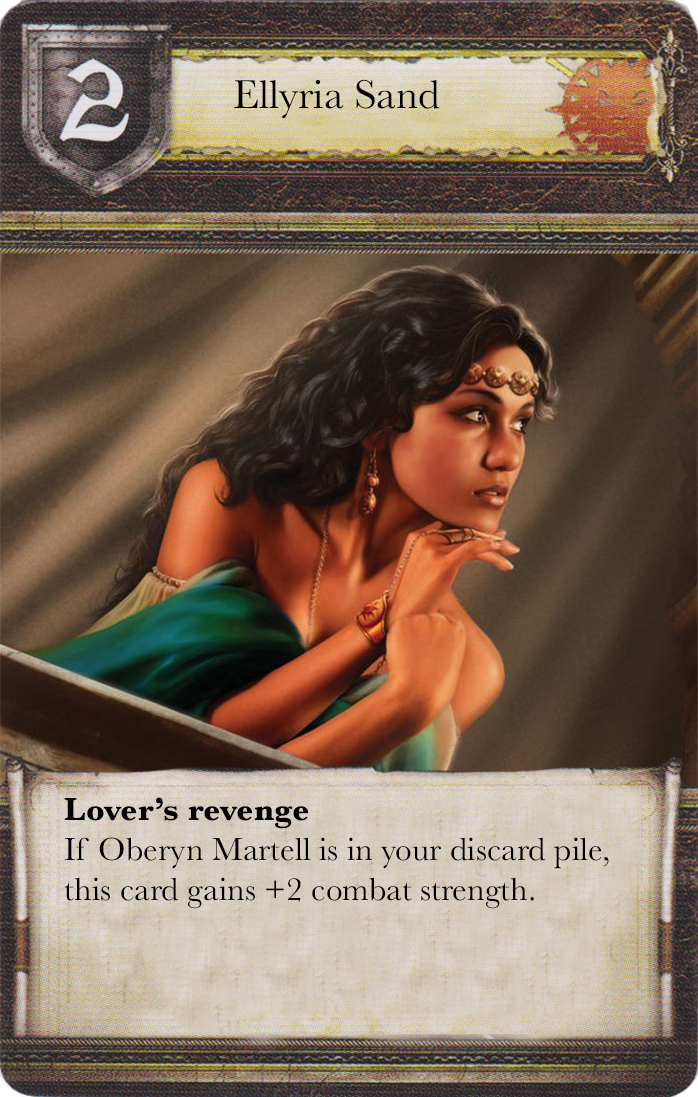 2
Ellyria Sand
Lover's revenge
If Oberyn Martell is in your discard pile,
this card gains +2 combat strength.